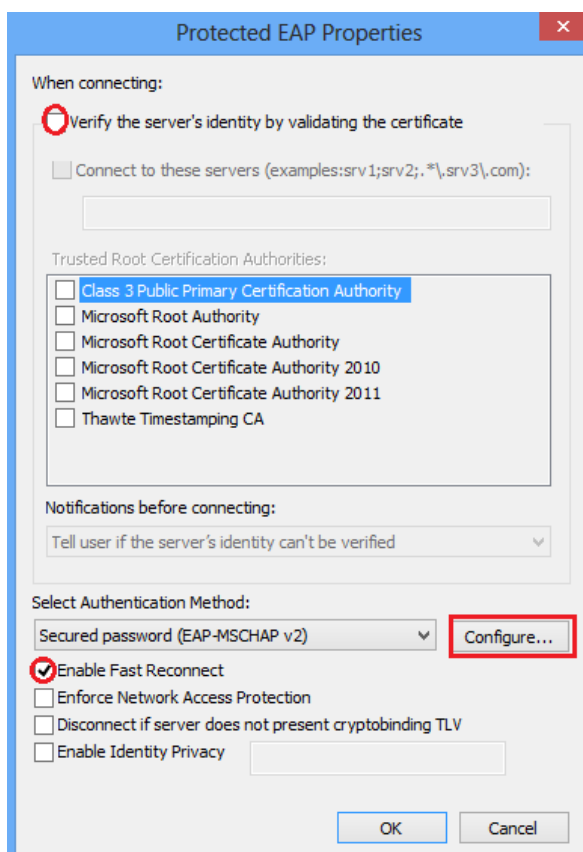 Protected EAP Properties
When connecting:
Verify the server's identity by validating the certificate
Connect to these servers (examples:srv1;srv2;.*\.srv3\.com):
Trusted Root Certification Authorities:
Class 3 Public Primary Certification Authority
Microsoft Root Authority
Microsoft Root Certificate Authority
Microsoft Root Certificate Authority 2010
Microsoft Root Certificate Authority 2011
Thawte Timestamping CA
Notifications before connecting:
Tell user if the server's identity can't be verified
Select Authentication Method:
Secured password (EAP-MSCHAP v2)
Configure...
Enable Fast Reconnect
Enforce Network Access Protection
Disconnect if server does not present cryptobinding TLV
Enable Identity Privacy
OK
Cancel